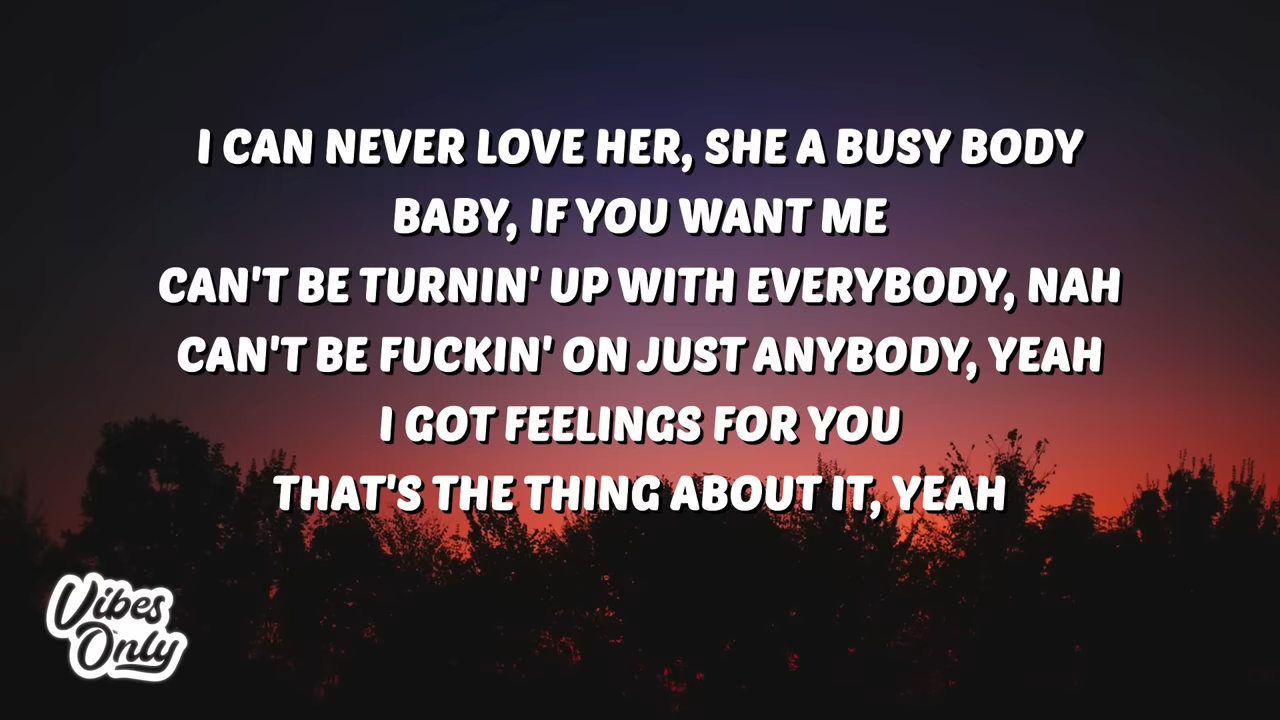 I CAN NEVER LOVE HER, SHE A BUSY BODY
BABY, IF YOU WANT ME
CAN'T BE TURNIN' UP WITH EVERYBODY, NAH
CAN'T BE FUCKIN' ON JUST ANYBODY, YEAH
I GOT FEELINGS FOR YOU
THAT'S THE THING ABOUT IT, YEAH
Vibes
Only